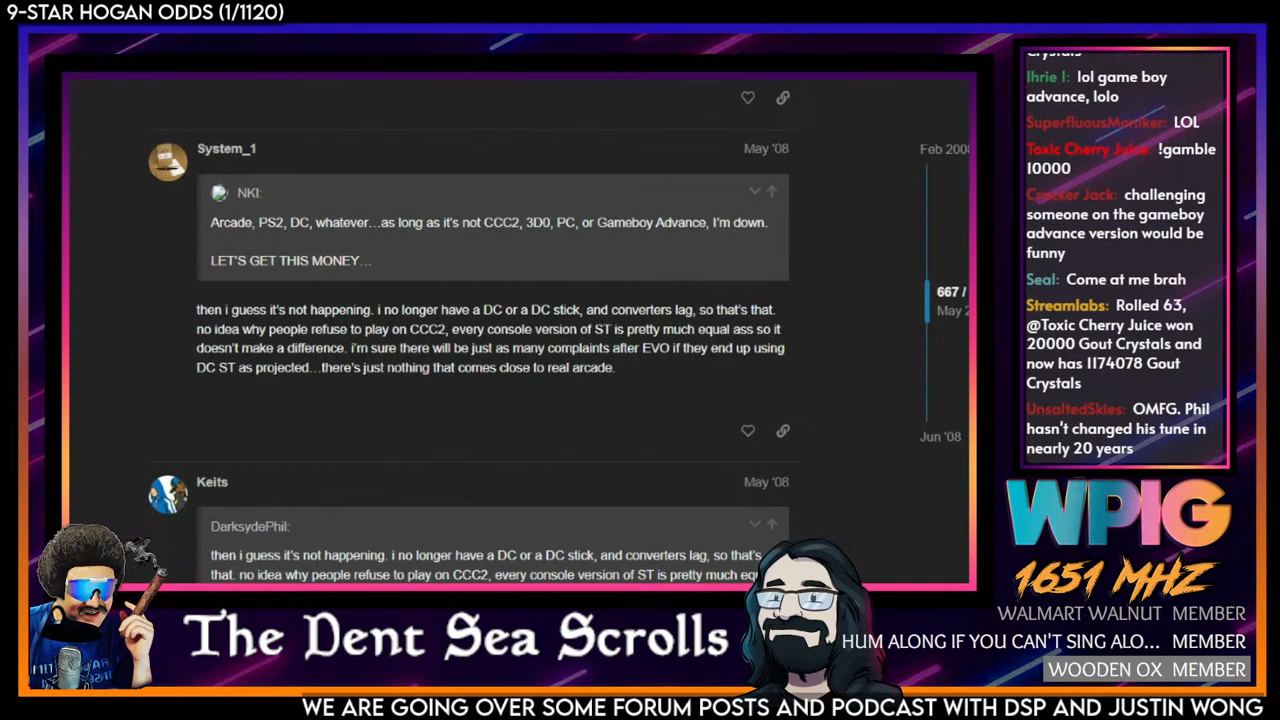 9-STAR HOGAN ODDS (1/1120)
System_1
May '08
NKI:
Arcade, PS2, DC, whatever…as long as it's not CCC2, 3D0, PC, or Gameboy Advance, I'm down.
LET'S GET THIS MONEY…
then i guess it's not happening. i no longer have a DC or a DC stick, and converters lag, so that's that.
no idea why people refuse to play on CCC2, every console version of ST is pretty much equal ass so it
doesn't make a difference. i'm sure there will be just as many complaints after EVO if they end up using
DC ST as projected…there's just nothing that comes close to real arcade.
Keits
May '08
DarksydePhil:
then i guess it's not happening. i no longer have a DC or a DC stick, and converters lag, so that's
that. no idea why people refuse to play on CCC2, every console version of ST is pretty much equ
Feb 2008
667 /
May 2
Jun '08
Crystals
Ihrie I: lol game boy
advance, lolo
SuperfluousMoniker: LOL
Toxic Cherry Juice: !gamble
10000
Cracker Jack: challenging
someone on the gameboy
advance version would be
funny
Seal: Come at me brah
Streamlabs: Rolled 63,
@Toxic Cherry Juice won
20000 Gout Crystals and
now has 1174078 Gout
Crystals
UnsaltedSkies: OMFG. Phil
hasn't changed his tune in
nearly 20 years
WPIG
1651 MHZ
WALMART WALNUT MEMBER
HUM ALONG IF YOU CAN'T SING ALO... MEMBER
WOODEN OX MEMBER
The Dent Sea Scrolls
WE ARE GOING OVER SOME FORUM POSTS AND PODCAST WITH DSP AND JUSTIN WONG